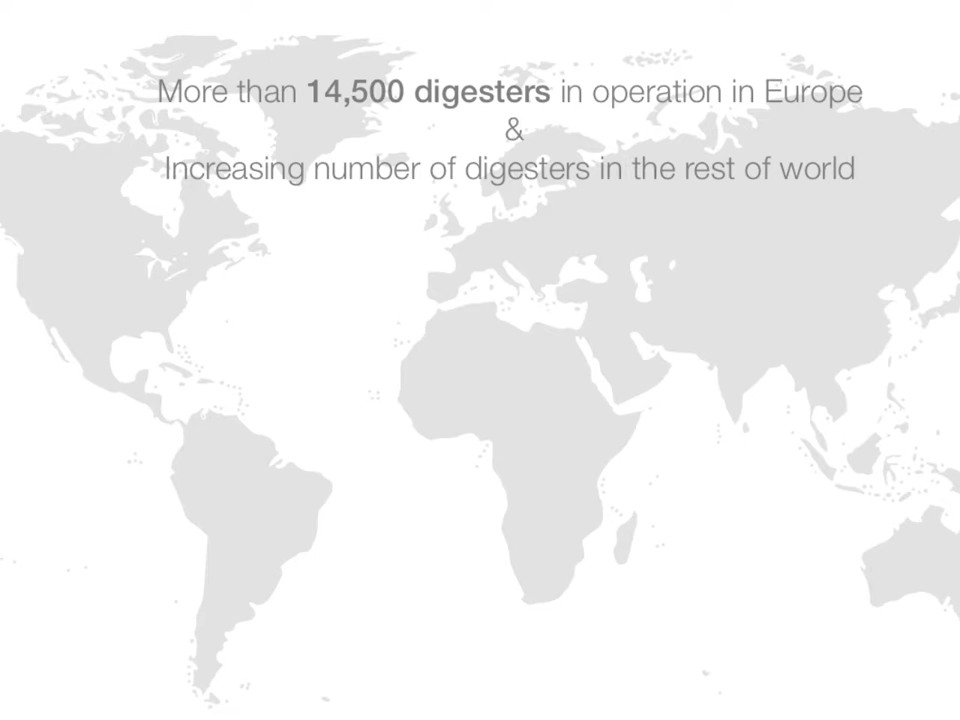 More than 14,500 digesters in operation in Europe
&
Increasing number of digesters in the rest of world